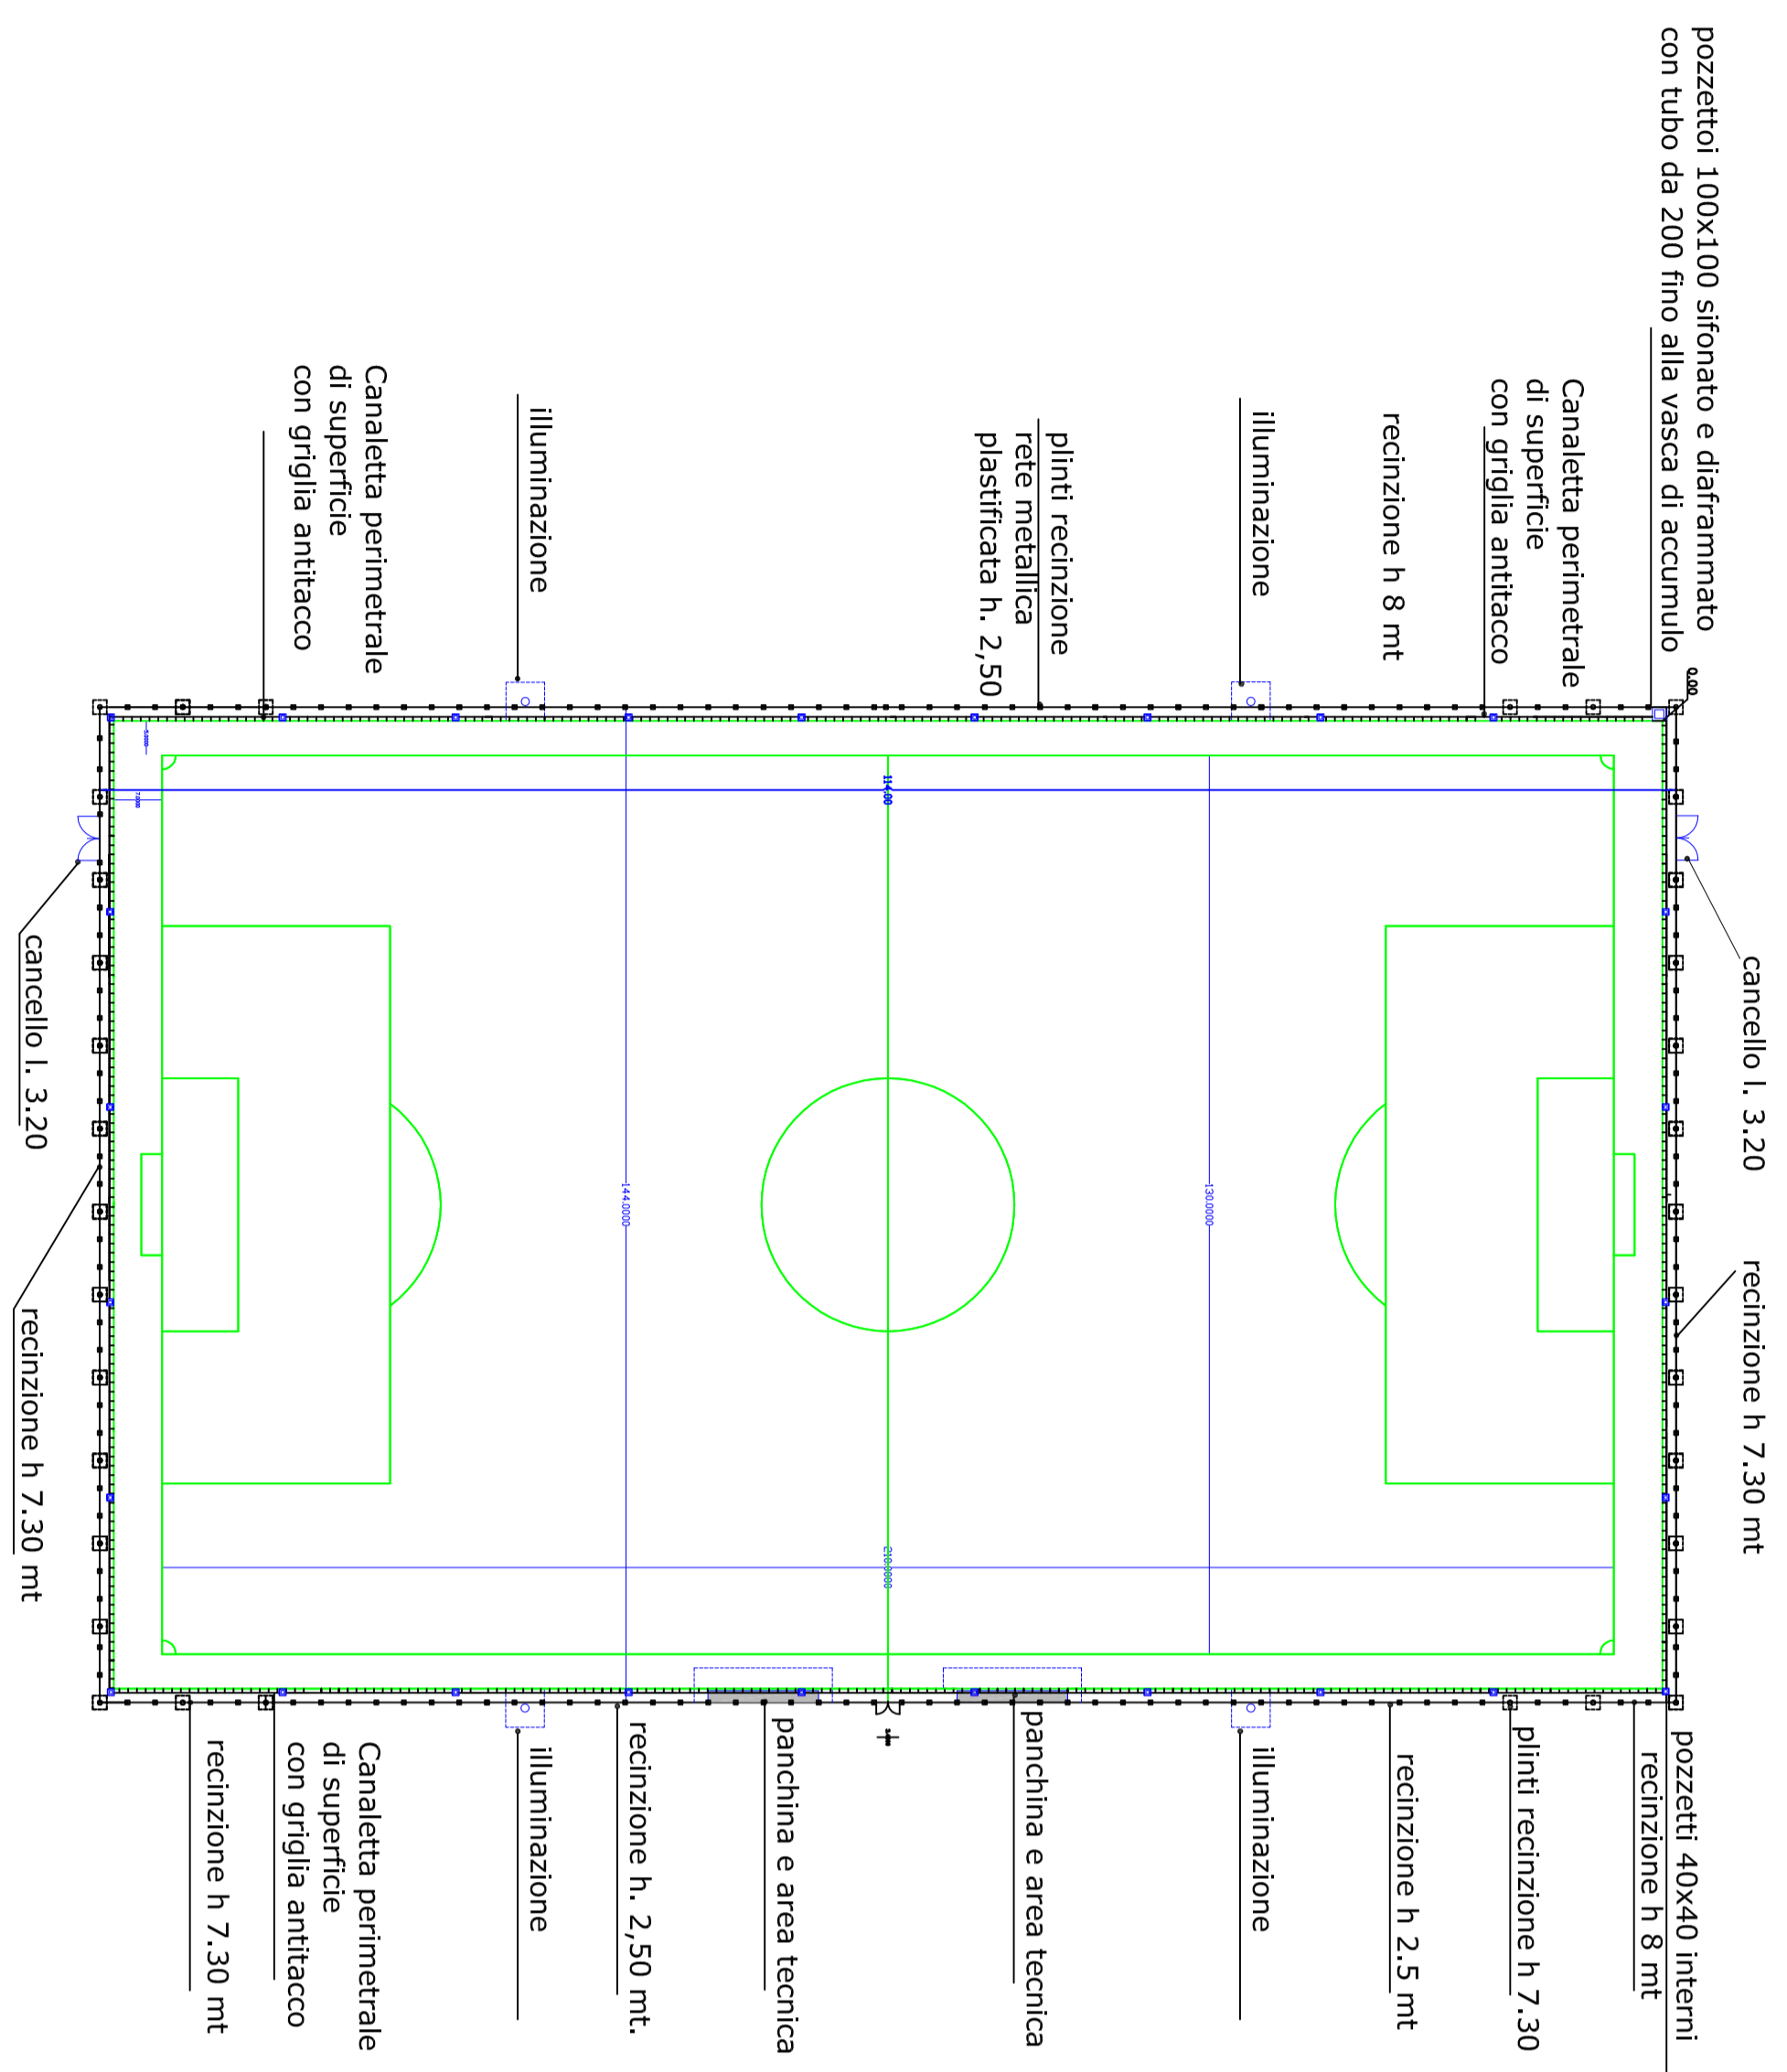 pozzettoi 100x100 sifonato e diaframmato
con tubo da 200 fino alla vasca di accumulo
0.00
Canaletta perimetrale
di superficie
con griglia antitacco
recinzione h 8 mt
illuminazione
plinti recinzione
rete metallica
plastificata h. 2,50
illuminazione
Canaletta perimetrale
di superficie
con griglia antitacco
cancello l. 3.20
recinzione h 7.30 mt
130.0000
114.00
210.0000
144.0000
7.0000
cancello l. 3.20
recinzione h 7.30 mt
pozzetti 40x40 interni
recinzione h 8 mt
plinti recinzione h 7.30
recinzione h 2.5 mt
illuminazione
panchina e area tecnica
panchina e area tecnica
recinzione h. 2,50 mt.
illuminazione
Canaletta perimetrale
di superficie
con griglia antitacco
recinzione h 7.30 mt